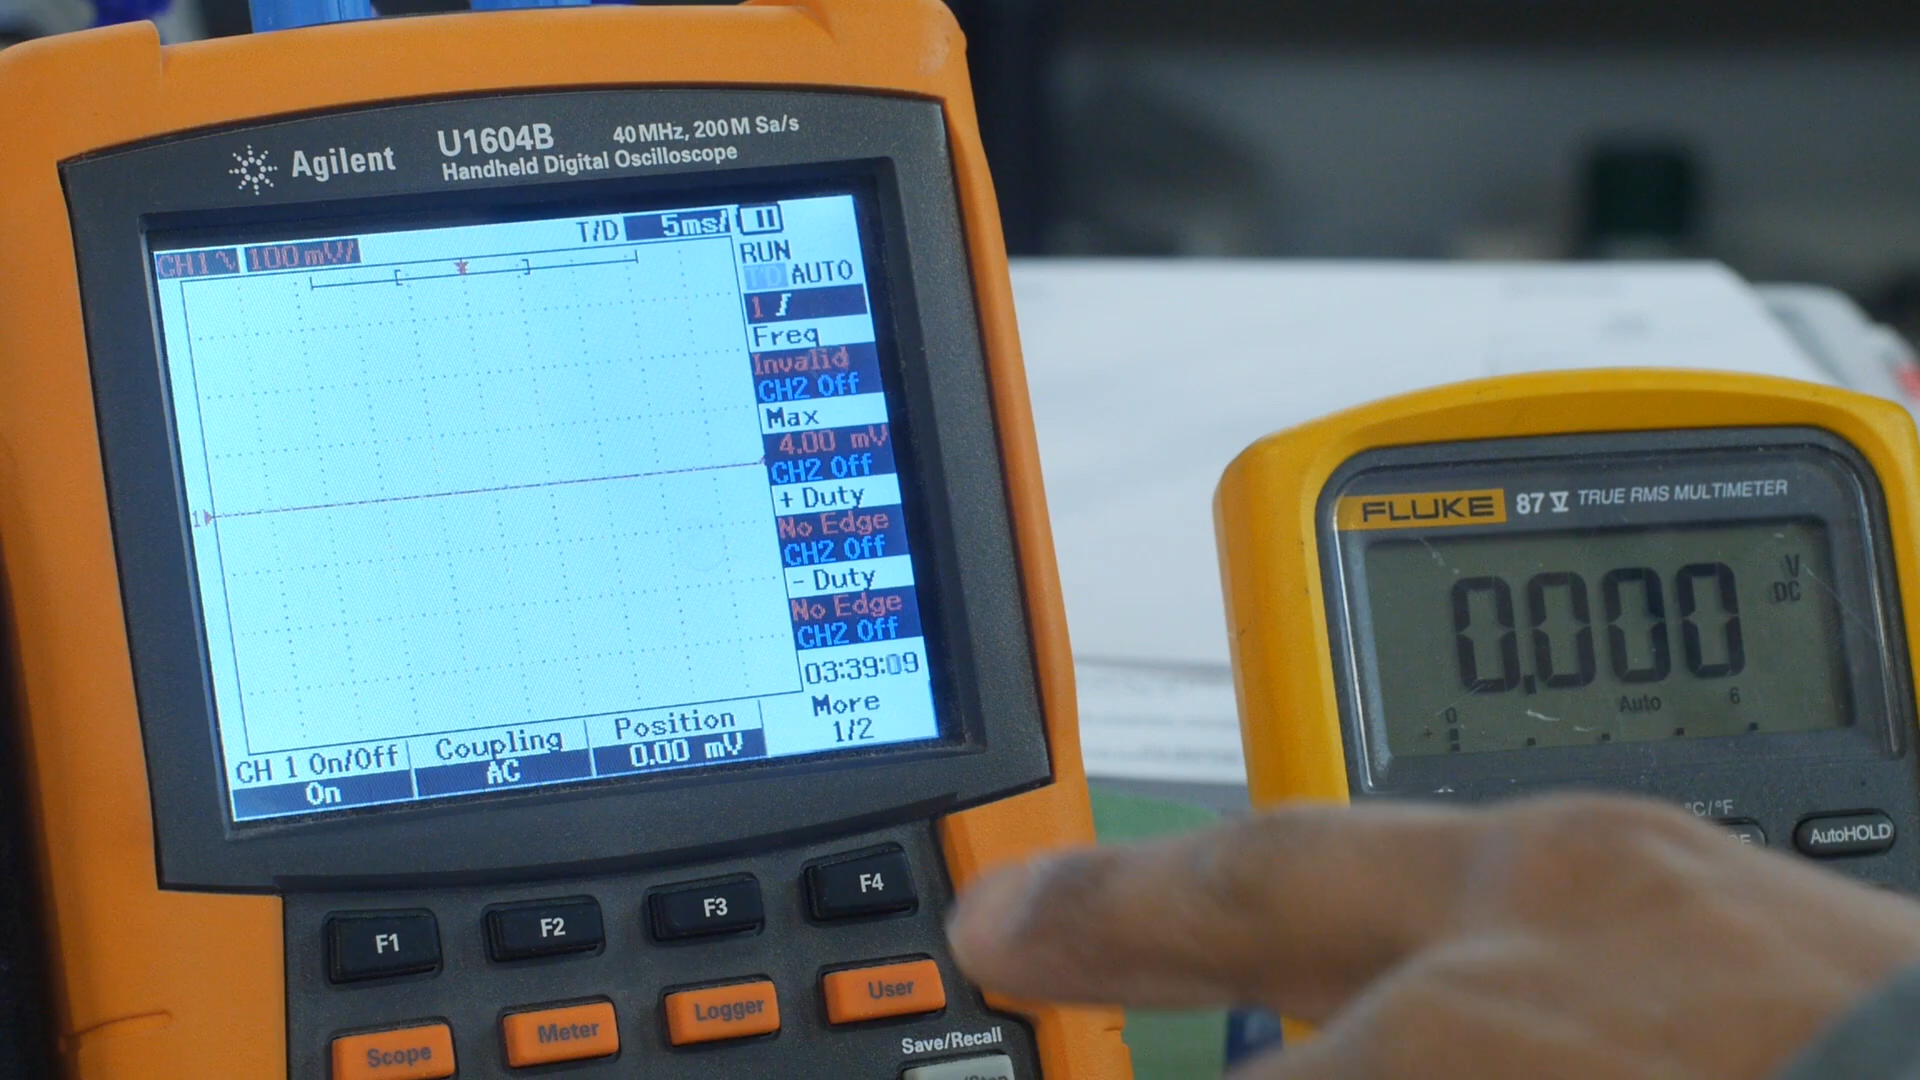 Agilent
U1604B
40 MHz, 200 M Sa/s
Handheld Digital Oscilloscope
CH1 100 mV/
T/D 5ms/
RUN
TD AUTO
1
Freq
Invalid
CH2 Off
Max
4.00 mV
CH2 Off
+ Duty
No Edge
CH2 Off
- Duty
No Edge
CH2 Off
03:39:09
More
1/2
1
CH 1 On/Off
On
Coupling
AC
Position
0.00 mV
F1
F2
F3
F4
Scope
Meter
Logger
User
Save/Recall
FLUKE 87 V TRUE RMS MULTIMETER
0.000
V
DC
Auto
6
0
+
°C/°F
AutoHOLD